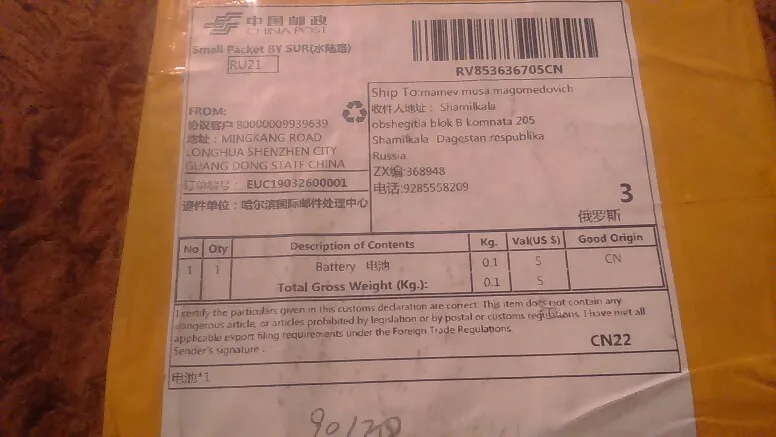 中国邮政
CHINA POST
Small Packet BY SUR(水陆路)
RU21
RV853636705CN
FROM:
协议客户 80000009939639
地址：MINGKANG ROAD
LONGHUA SHENZHEN CITY
GUANG DONG STATE CHINA
订单编号： EUC19032600001
退件单位：哈尔滨国际邮件处理中心
Ship To:mamev musa magomedovich
收件人地址： Shamilkala
obshegitia blok B komnata 205
Shamilkala Dagestan respublika
Russia
ZX编:368948
电话:9285558209
3
俄罗斯
No Qty Description of Contents Kg. Val(US $) Good Origin
1 1 Battery 电池 0.1 5 CN
Total Gross Weight (Kg.): 0.1 5
I certify the particulars given in this customs declaration are correct. This item does not contain any
dangerous article, or articles prohibited by legislation or by postal or customs regulations. I have met all
applicable export filing requirements under the Foreign Trade Regulations.
Sender's signature .
CN22
电池*1